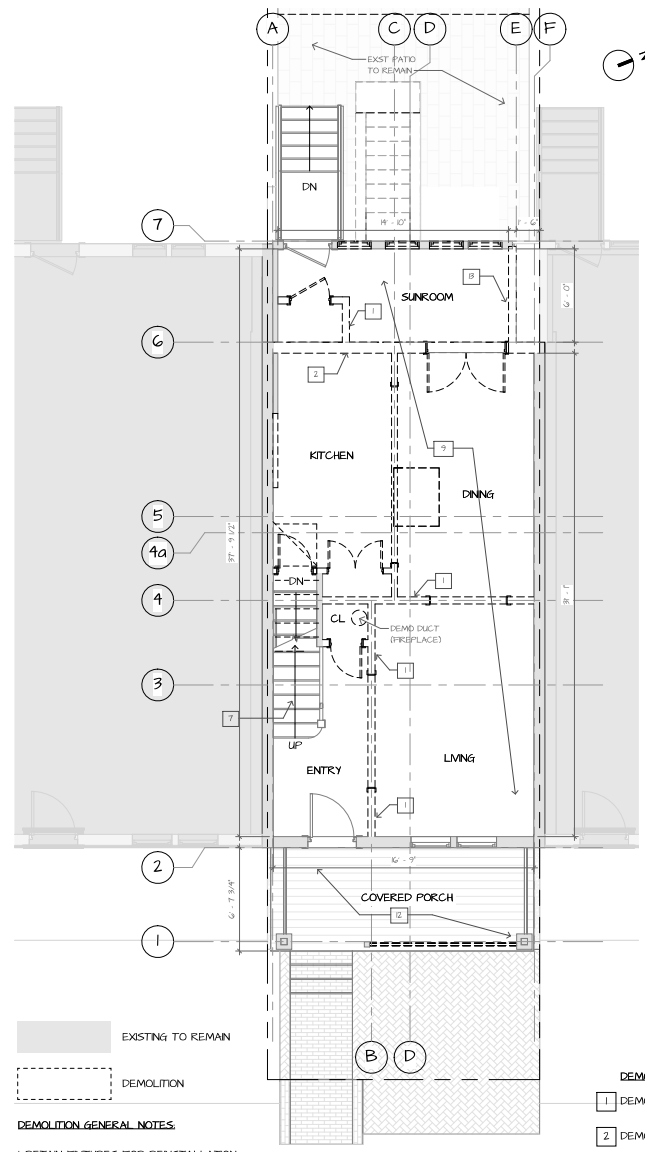 A C D E F
EXST PATIO
TO REMAIN
DN
7
14' - 10"
1' - 6"
13
SUNROOM
6' - 0"
1
6
2
KITCHEN
9
DINING
5
37' - 9 1/2"
4a
DN
31' - 1"
1
4
CL
DEMO DUCT
(FIREPLACE)
1
3
7
UP
LIVING
ENTRY
1
2
16' - 9"
6' - 7 3/4"
COVERED PORCH
12
1
EXISTING TO REMAIN
B D
DEMOLITION
1
2
DEMOLITION GENERAL NOTES: